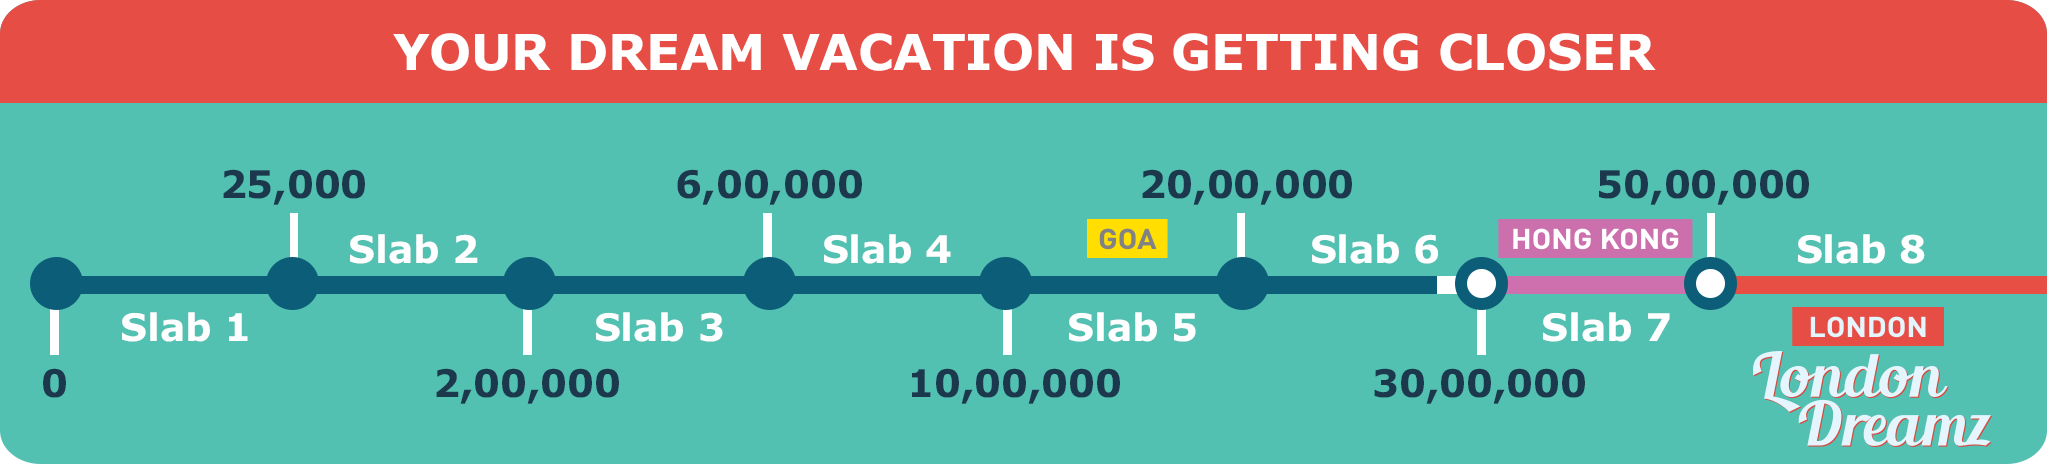 YOUR DREAM VACATION IS GETTING CLOSER
25,000
6,00,000
20,00,000
50,00,000
GOA
HONG KONG
Slab 2
Slab 4
Slab 6
Slab 8
Slab 1
Slab 3
Slab 5
Slab 7
LONDON
0
2,00,000
10,00,000
30,00,000
London
Dreamz